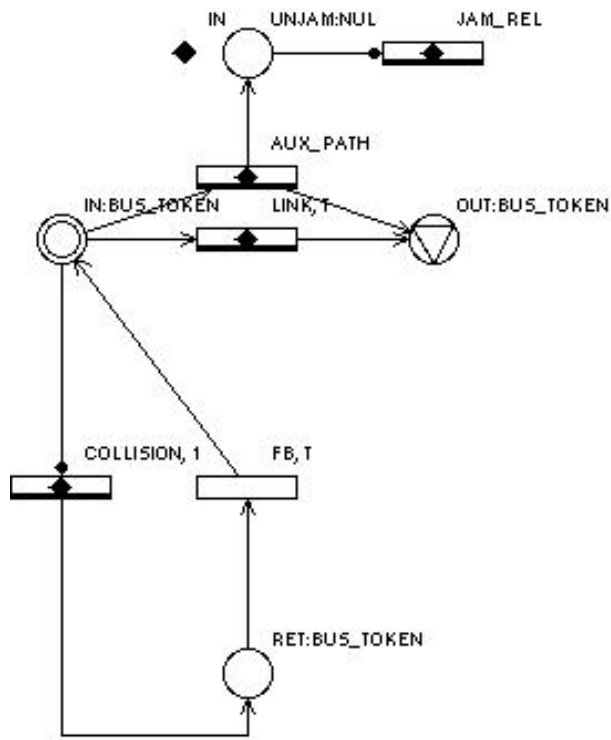 IN UNJAM:NUL JAM_REL
AUX_PATH
IN:BUS_TOKEN LINK, T OUT:BUS_TOKEN
COLLISION, 1 FB, T
RET:BUS_TOKEN